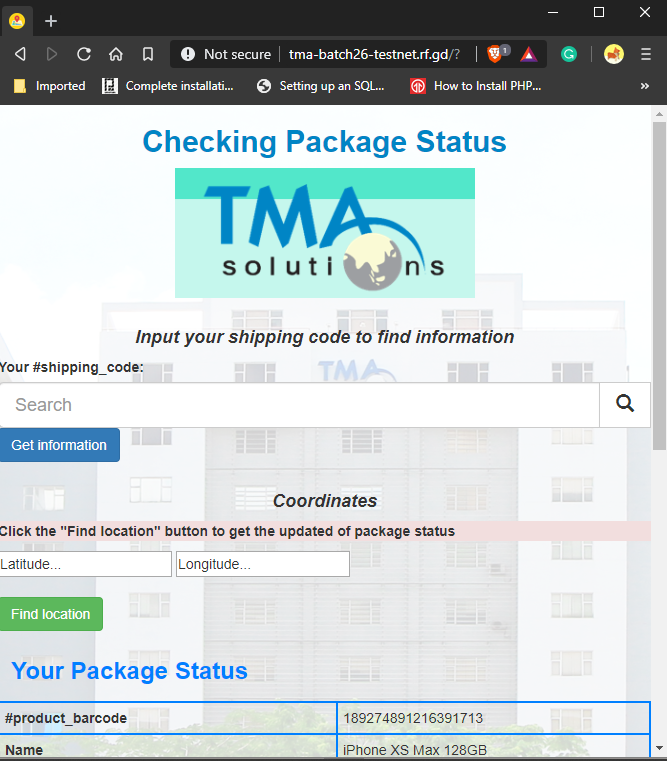 Not secure
tma-batch26-testnet.rf.gd/?
1
Imported
Complete installati...
Setting up an SQL...
How to Install PHP...
»
Checking Package Status
TMA
solutions
Input your shipping code to find information
TMA
Your #shipping_code:
Search
Get information
Coordinates
Click the "Find location" button to get the updated of package status
Latitude... Longitude...
Find location
Your Package Status
#product_barcode 189274891216391713
Name iPhone XS Max 128GB